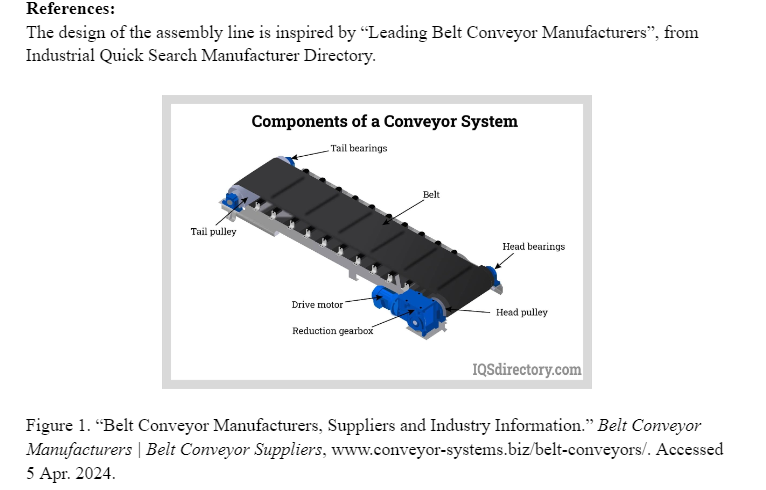 References:
The design of the assembly line is inspired by “Leading Belt Conveyor Manufacturers”, from
Industrial Quick Search Manufacturer Directory.
Components of a Conveyor System
Tail bearings
Belt
Tail pulley
Head bearings
Drive motor
Head pulley
Reduction gearbox
IQSdirectory.com
Figure 1. “Belt Conveyor Manufacturers, Suppliers and Industry Information.” Belt Conveyor
Manufacturers | Belt Conveyor Suppliers, www.conveyor-systems.biz/belt-conveyors/. Accessed
5 Apr. 2024.